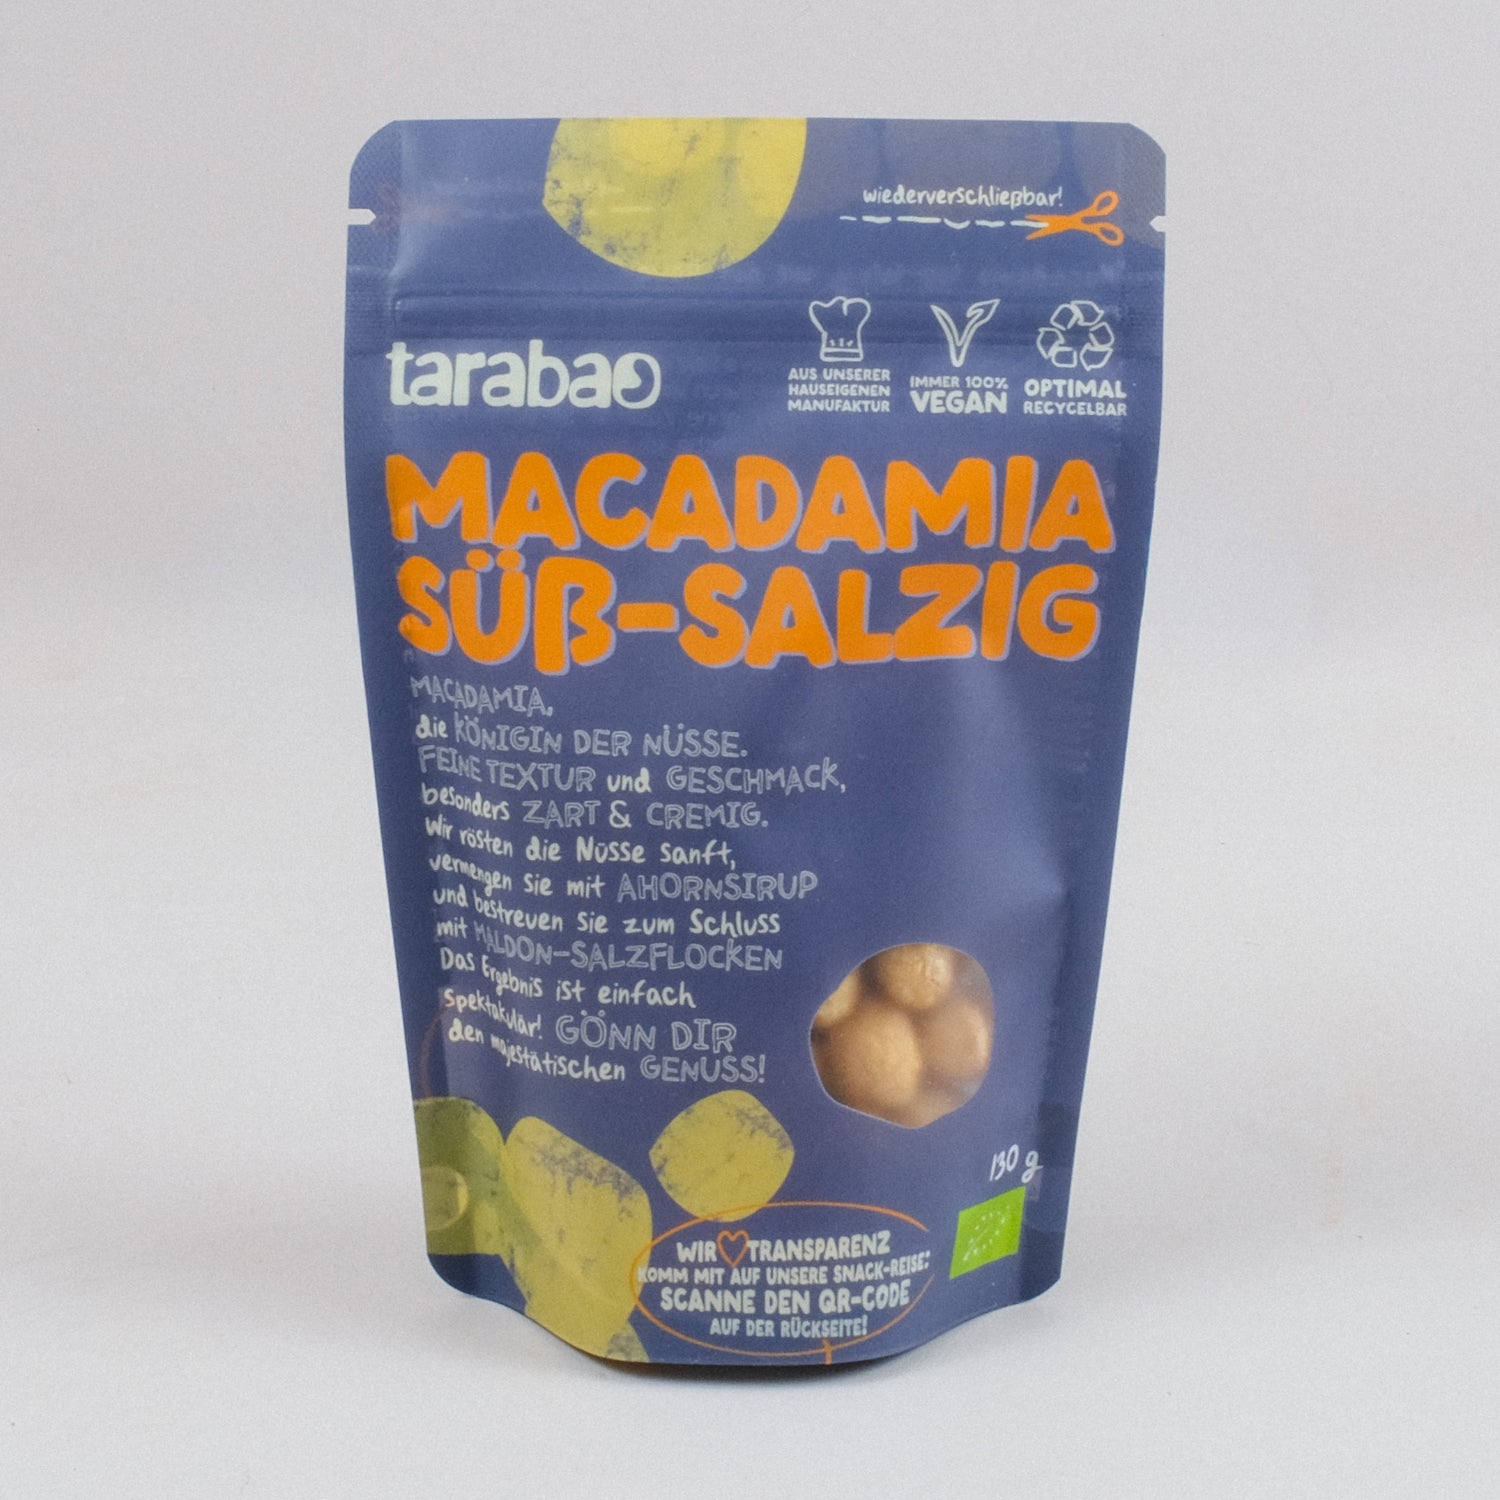 wiederverschließbar!
tarabao
AUS UNSERER
HAUSEIGENEN
MANUFAKTUR
IMMER 100%
VEGAN
OPTIMAL
RECYCELBAR
MACADAMIA
SÜß-SALZIG
MACADAMIA,
die KÖNIGIN DER NÜSSE.
FEINE TEXTUR und GESCHMACK,
besonders ZART & CREMIG.
Wir rösten die Nüsse sanft,
vermengen sie mit AHORNSIRUP
und bestreuen sie zum Schluss
mit MALDON-SALZFLOCKEN
Das Ergebnis ist einfach
spektakulär! GÖNN DIR
den majestätischen GENUSS!
130 g
WIR TRANSPARENZ
KOMM MIT AUF UNSERE SNACK-REISE:
SCANNE DEN QR-CODE
AUF DER RÜCKSEITE!